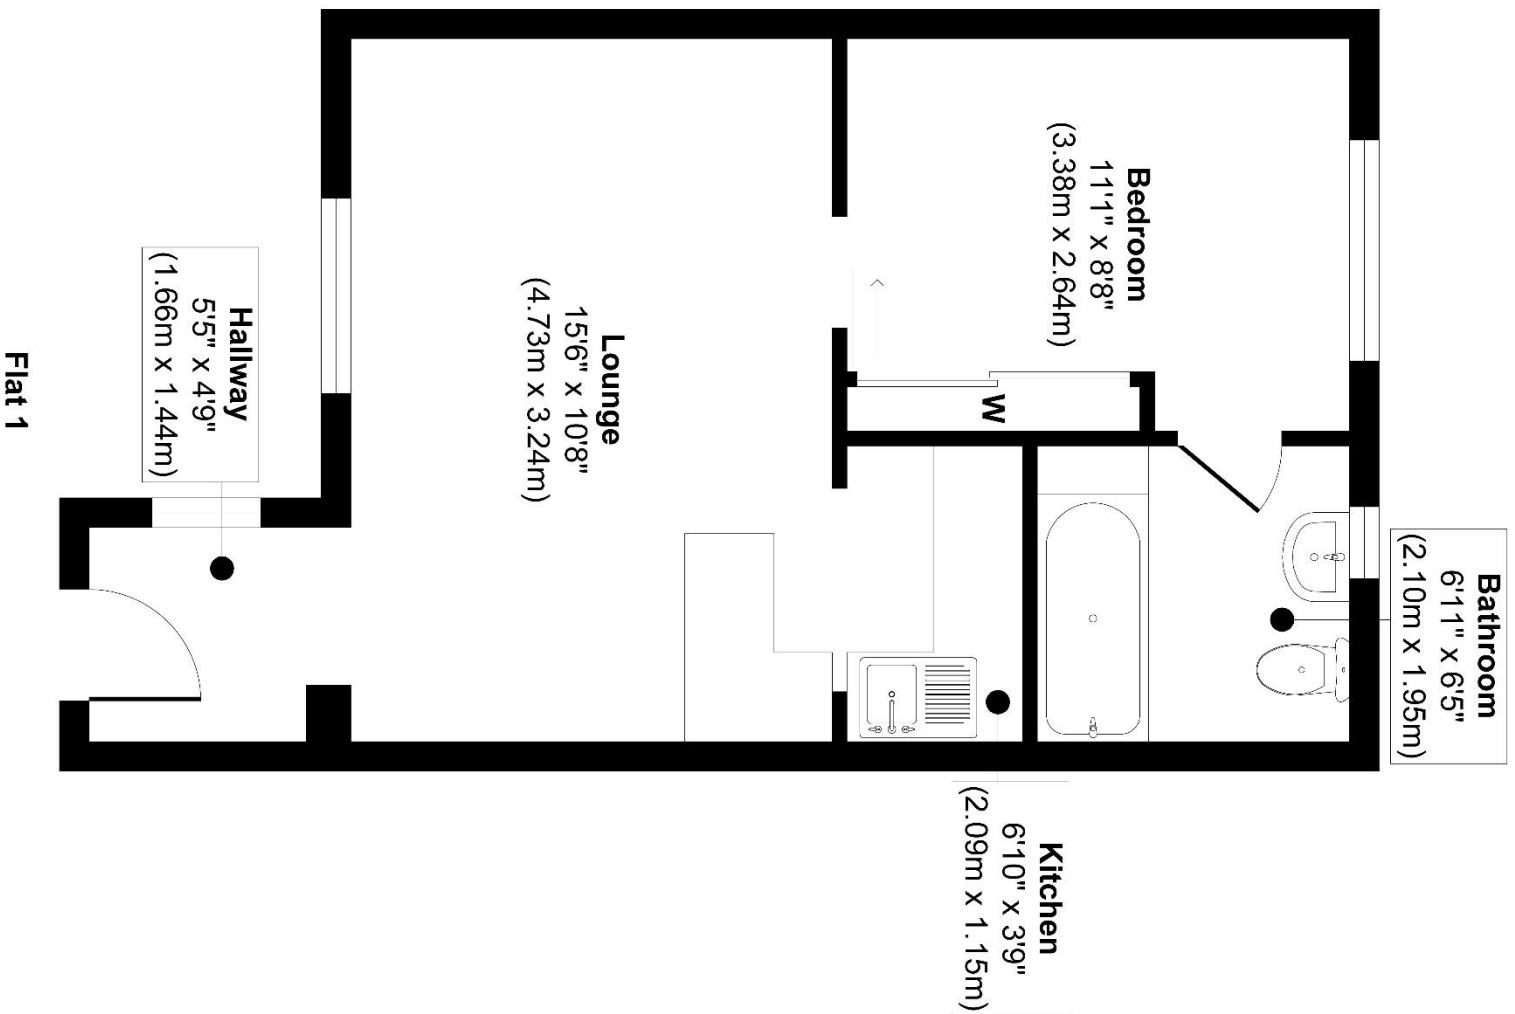 Bathroom
6'11" x 6'5"
(2.10m x 1.95m)
Bedroom
11'1" x 8'8"
(3.38m x 2.64m)
W
Kitchen
6'10" x 3'9"
(2.09m x 1.15m)
Lounge
15'6" x 10'8"
(4.73m x 3.24m)
Hallway
5'5" x 4'9"
(1.66m x 1.44m)
Flat 1